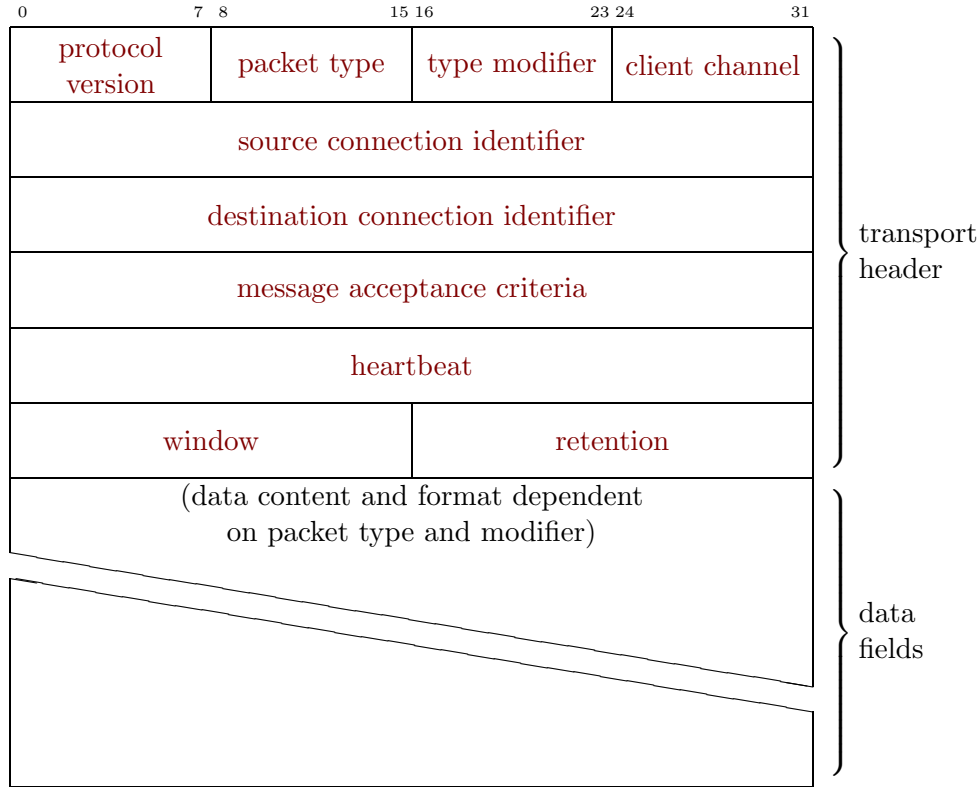 0 7 8 15 16 23 24 31
protocol
version
packet type
type modifier
client channel
source connection identifier
destination connection identifier
message acceptance criteria
heartbeat
window
retention
transport
header
(data content and format dependent
on packet type and modifier)
data
fields